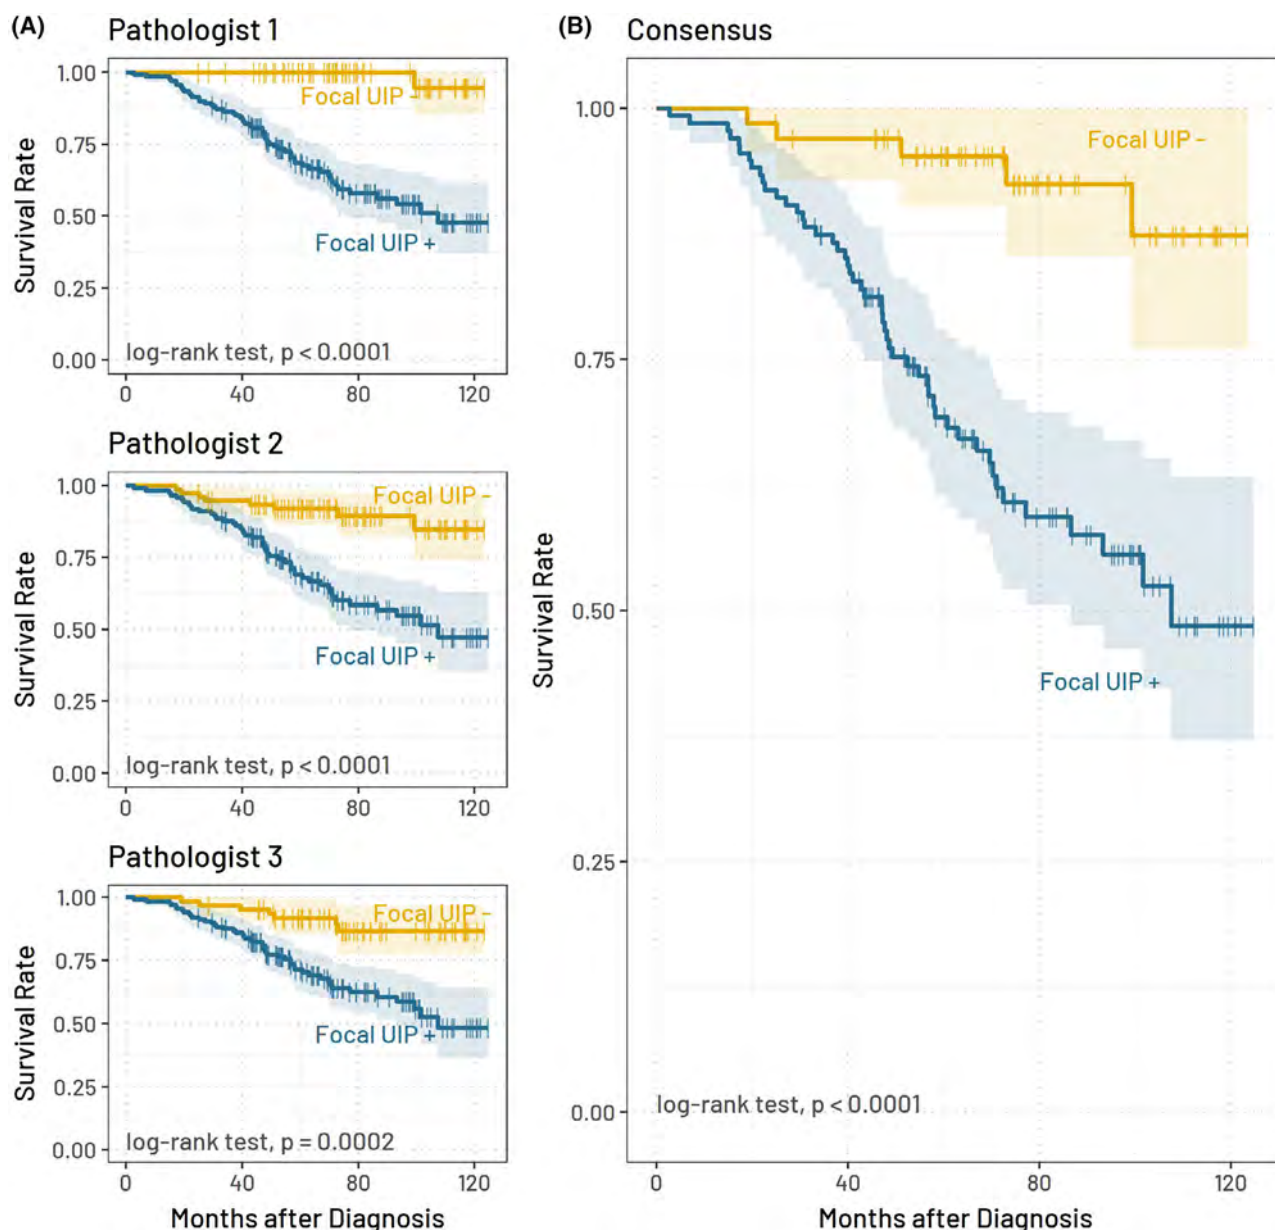 (A)
Pathologist 1
Survival Rate
1.00
0.75
0.50
0.25
0.00
Focal UIP -
Focal UIP +
log-rank test, p < 0.0001
0 40 80 120
Pathologist 2
Survival Rate
1.00
0.75
0.50
0.25
0.00
Focal UIP -
Focal UIP +
log-rank test, p < 0.0001
0 40 80 120
Pathologist 3
Survival Rate
1.00
0.75
0.50
0.25
0.00
Focal UIP -
Focal UIP +
log-rank test, p = 0.0002
0 40 80 120
Months after Diagnosis
(B)
Consensus
Survival Rate
1.00
0.75
0.50
0.25
0.00
Focal UIP -
Focal UIP +
log-rank test, p < 0.0001
0 40 80 120
Months after Diagnosis